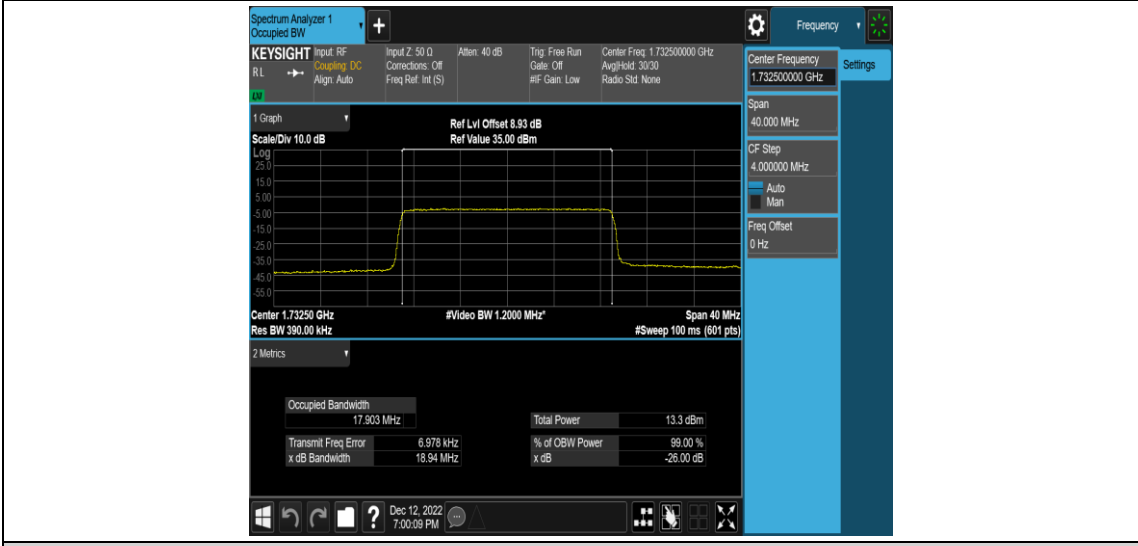 Spectrum Analyzer 1
Occupied BW
+
Frequency
KEYSIGHT
RL
Input: RF
Coupling: DC
Align: Auto
Input Z: 50 Ω
Corrections: Off
Freq Ref: Int (S)
Atten: 40 dB
Trig: Free Run
Gate: Off
#IF Gain: Low
Center Freq: 1.732500000 GHz
Avg|Hold: 30/30
Radio Std: None
Center Frequency
1.732500000 GHz
Settings
Span
40.000 MHz
CF Step
4.000000 MHz
Auto
Man
Freq Offset
0 Hz
1 Graph
Scale/Div 10.0 dB
Ref Lvl Offset 8.93 dB
Ref Value 35.00 dBm
Log
25.0
15.0
5.00
-5.00
-15.0
-25.0
-35.0
-45.0
-55.0
Center 1.73250 GHz
#Video BW 1.2000 MHz*
Span 40 MHz
Res BW 390.00 kHz
#Sweep 100 ms (601 pts)
2 Metrics
Occupied Bandwidth
17.903 MHz
Total Power 13.3 dBm
Transmit Freq Error 6.978 kHz
% of OBW Power 99.00 %
x dB Bandwidth 18.94 MHz
x dB -26.00 dB
?
Dec 12, 2022
7:00:09 PM